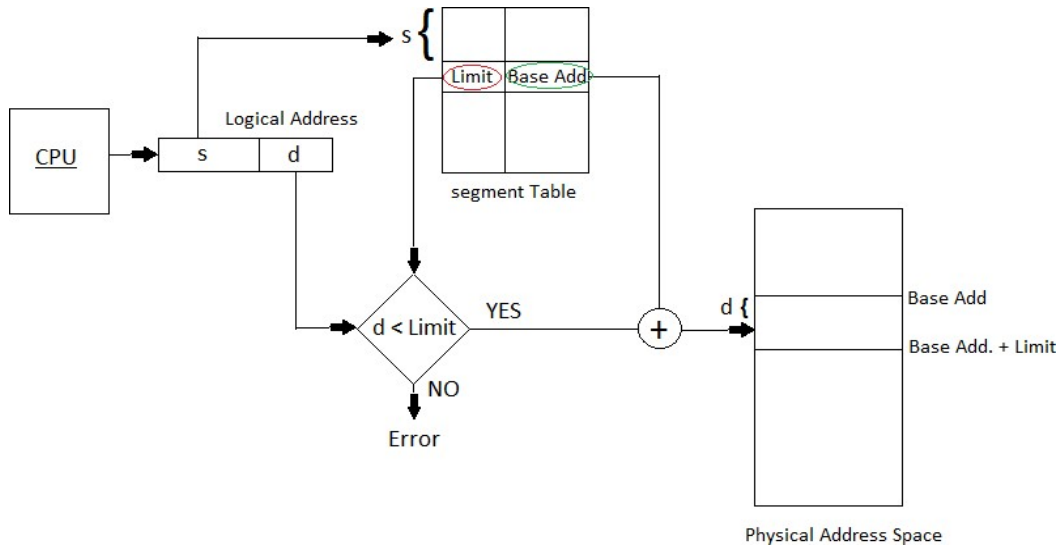 s {
Limit
Base Add.
Logical Address
CPU
s
d
segment Table
d < Limit
YES
+
d {
Base Add
Base Add. + Limit
NO
Error
Physical Address Space